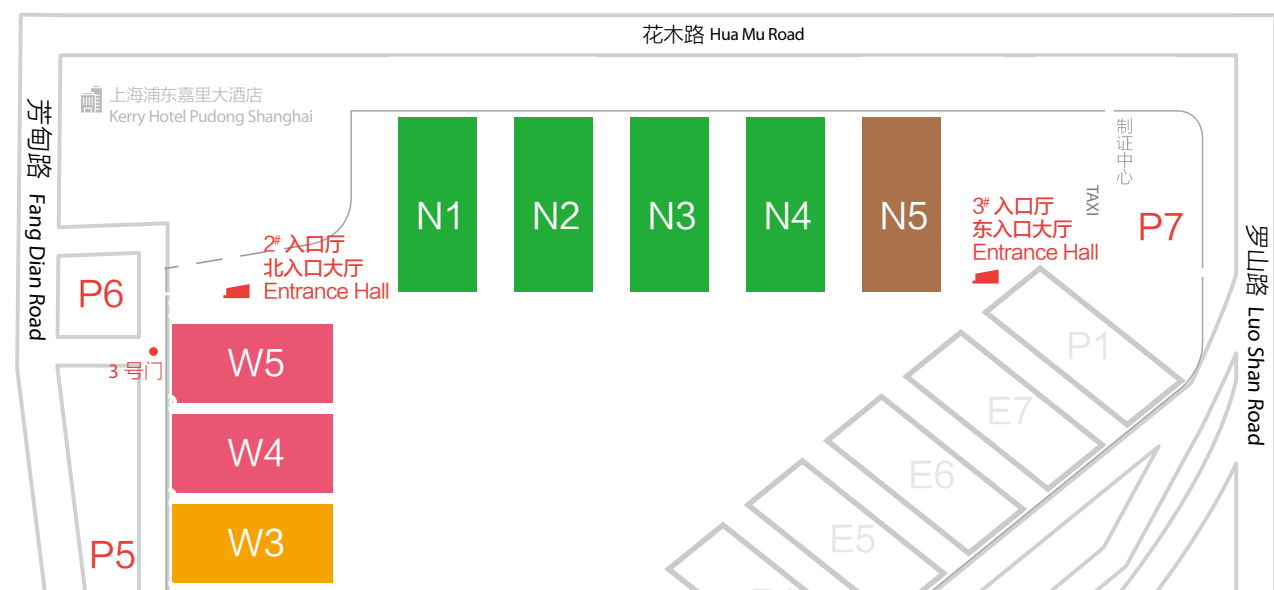 花木路 Hua Mu Road
上海浦东嘉里大酒店
Kerry Hotel Pudong Shanghai
芳甸路 Fang Dian Road
制证中心
TAXI
N1
N2
N3
N4
N5
3# 入口厅
东入口大厅
Entrance Hall
P7
罗山路 Luo Shan Road
2# 入口厅
北入口大厅
Entrance Hall
P6
3 号门
W5
P1
E7
W4
E6
W3
E5
P5